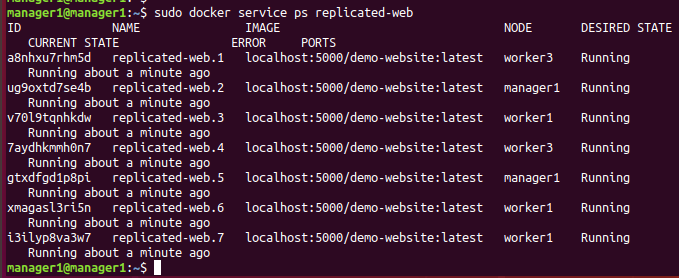 manager1@manager1:~$ sudo docker service ps replicated-web
ID NAME IMAGE NODE DESIRED STATE
CURRENT STATE ERROR PORTS
a8nhxu7rhm5d replicated-web.1 localhost:5000/demo-website:latest worker3 Running
Running about a minute ago
ug9oxtd7se4b replicated-web.2 localhost:5000/demo-website:latest manager1 Running
Running about a minute ago
v70l9tqnhkdw replicated-web.3 localhost:5000/demo-website:latest worker1 Running
Running about a minute ago
7aydhkmmh0n7 replicated-web.4 localhost:5000/demo-website:latest worker3 Running
Running about a minute ago
gtxdfgd1p8pi replicated-web.5 localhost:5000/demo-website:latest manager1 Running
Running about a minute ago
xmagasl3ri5n replicated-web.6 localhost:5000/demo-website:latest worker1 Running
Running about a minute ago
i3ilyp8va3w7 replicated-web.7 localhost:5000/demo-website:latest worker1 Running
Running about a minute ago
manager1@manager1:~$